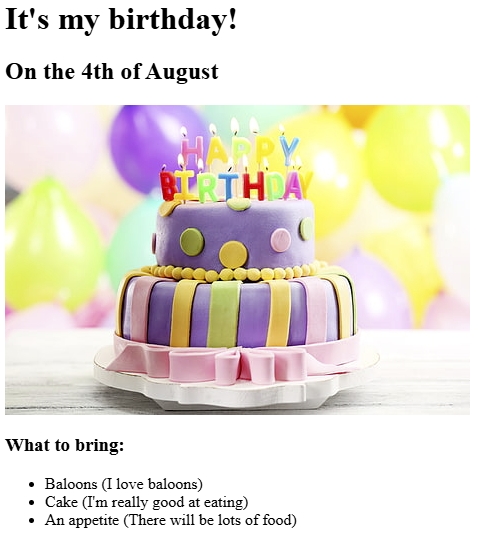 It's my birthday!
On the 4th of August
HAPPY
BIRTHDAY
What to bring:
Baloons (I love baloons)
Cake (I'm really good at eating)
An appetite (There will be lots of food)